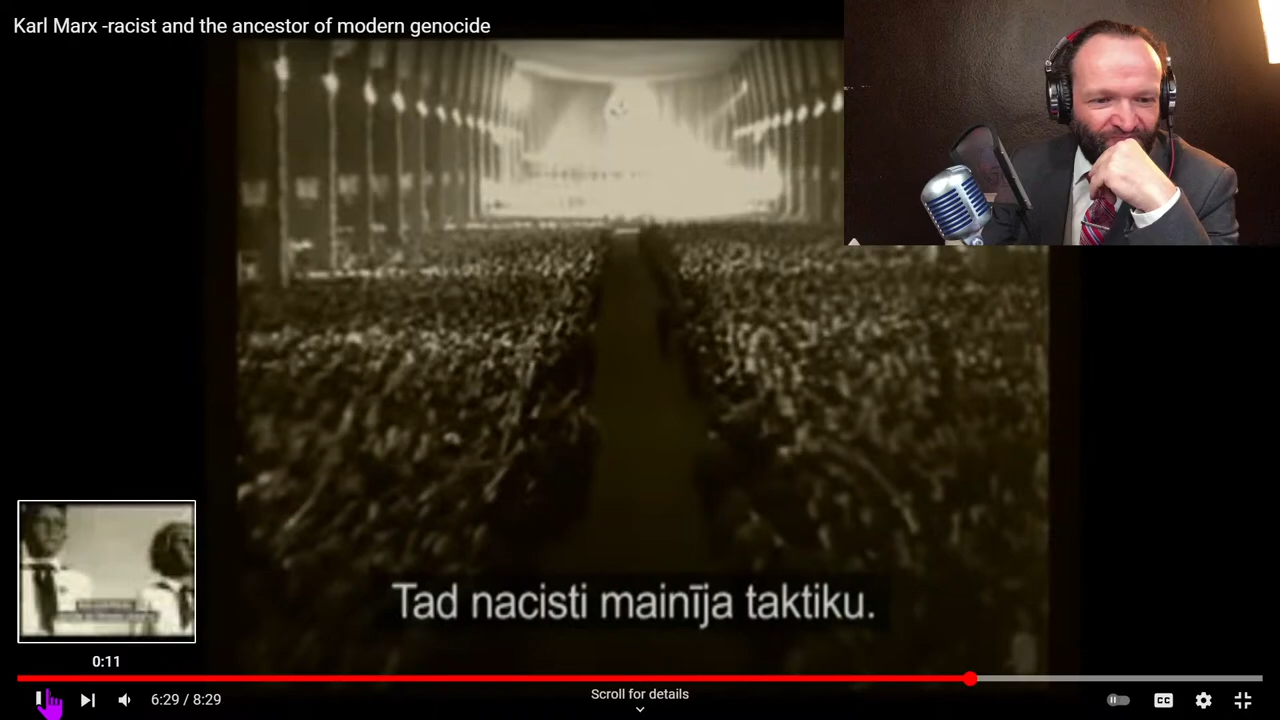 Karl Marx -racist and the ancestor of modern genocide
Tad nacisti mainīja taktiku.
0:11
6:29 / 8:29
Scroll for details
CC